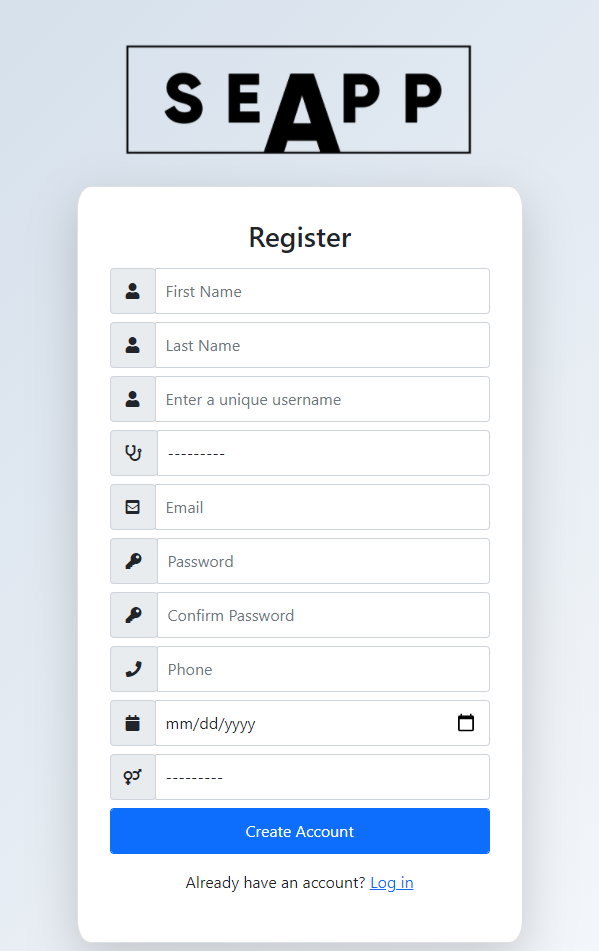 SEAPP
Register
First Name
Last Name
Enter a unique username
---------
Email
Password
Confirm Password
Phone
mm/dd/yyyy
---------
Create Account
Already have an account? Log in